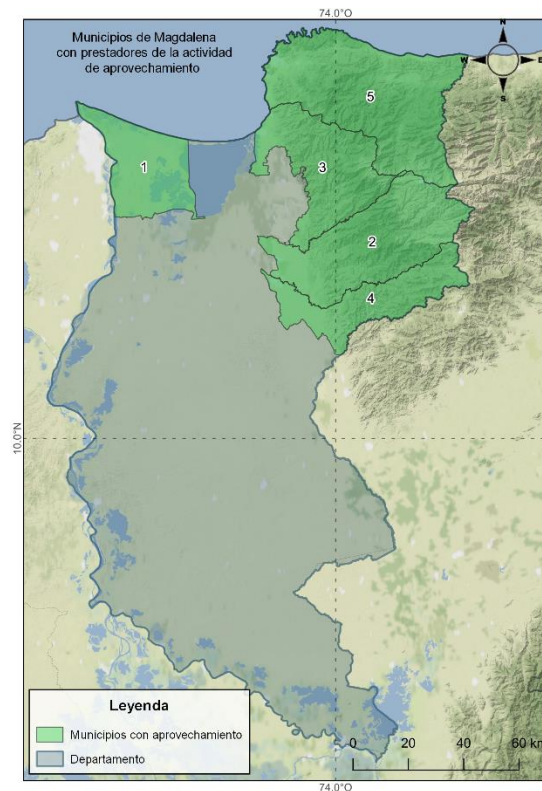 74.0°O
Municipios de Magdalena
con prestadores de la actividad
de aprovechamiento
N
W
E
S
5
1
3
2
4
10.0°N
Leyenda
Municipios con aprovechamiento
Departamento
0 20 40 60 km
74.0°O